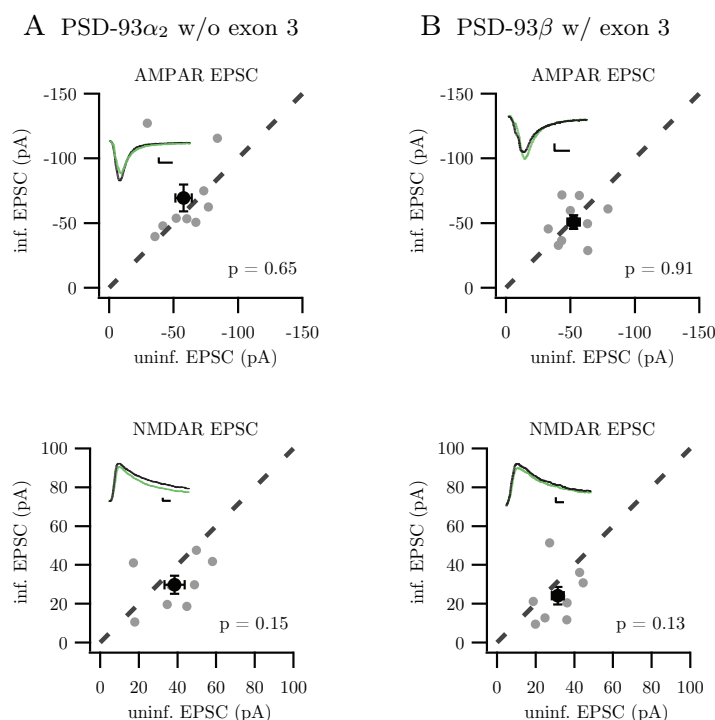 A PSD-93α₂ w/o exon 3
AMPAR EPSC
inf. EPSC (pA)
-150
-100
-50
0
p = 0.65
0 -50 -100 -150
uninf. EPSC (pA)
NMDAR EPSC
inf. EPSC (pA)
100
80
60
40
20
0
p = 0.15
0 20 40 60 80 100
uninf. EPSC (pA)
B PSD-93β w/ exon 3
AMPAR EPSC
inf. EPSC (pA)
-150
-100
-50
0
p = 0.91
0 -50 -100 -150
uninf. EPSC (pA)
NMDAR EPSC
inf. EPSC (pA)
100
80
60
40
20
0
p = 0.13
0 20 40 60 80 100
uninf. EPSC (pA)